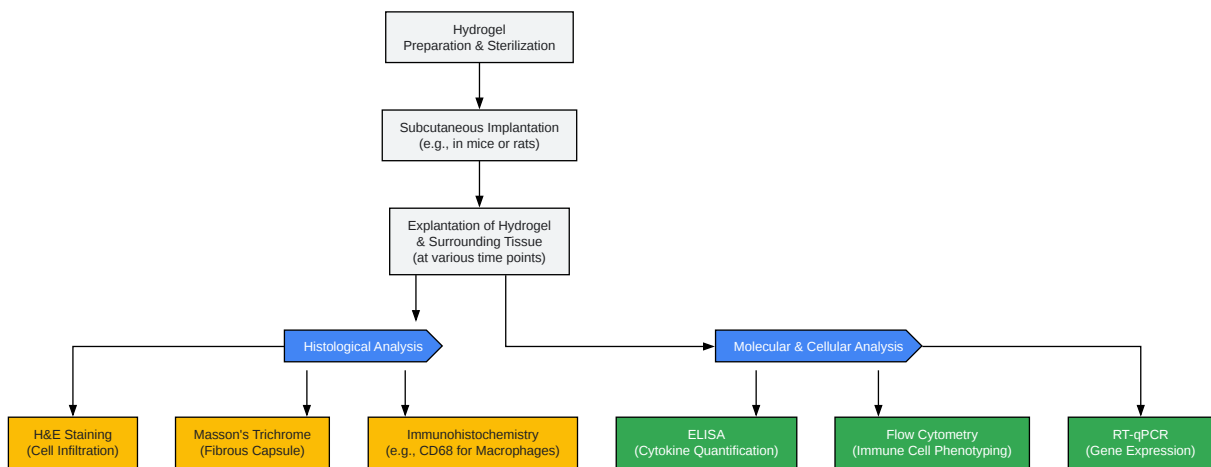 Hydrogel
Preparation & Sterilization
Subcutaneous Implantation
(e.g., in mice or rats)
Explantation of Hydrogel
& Surrounding Tissue
(at various time points)
Histological Analysis
Molecular & Cellular Analysis
H&E Staining
(Cell Infiltration)
Masson's Trichrome
(Fibrous Capsule)
Immunohistochemistry
(e.g., CD68 for Macrophages)
ELISA
(Cytokine Quantification)
Flow Cytometry
(Immune Cell Phenotyping)
RT-qPCR
(Gene Expression)